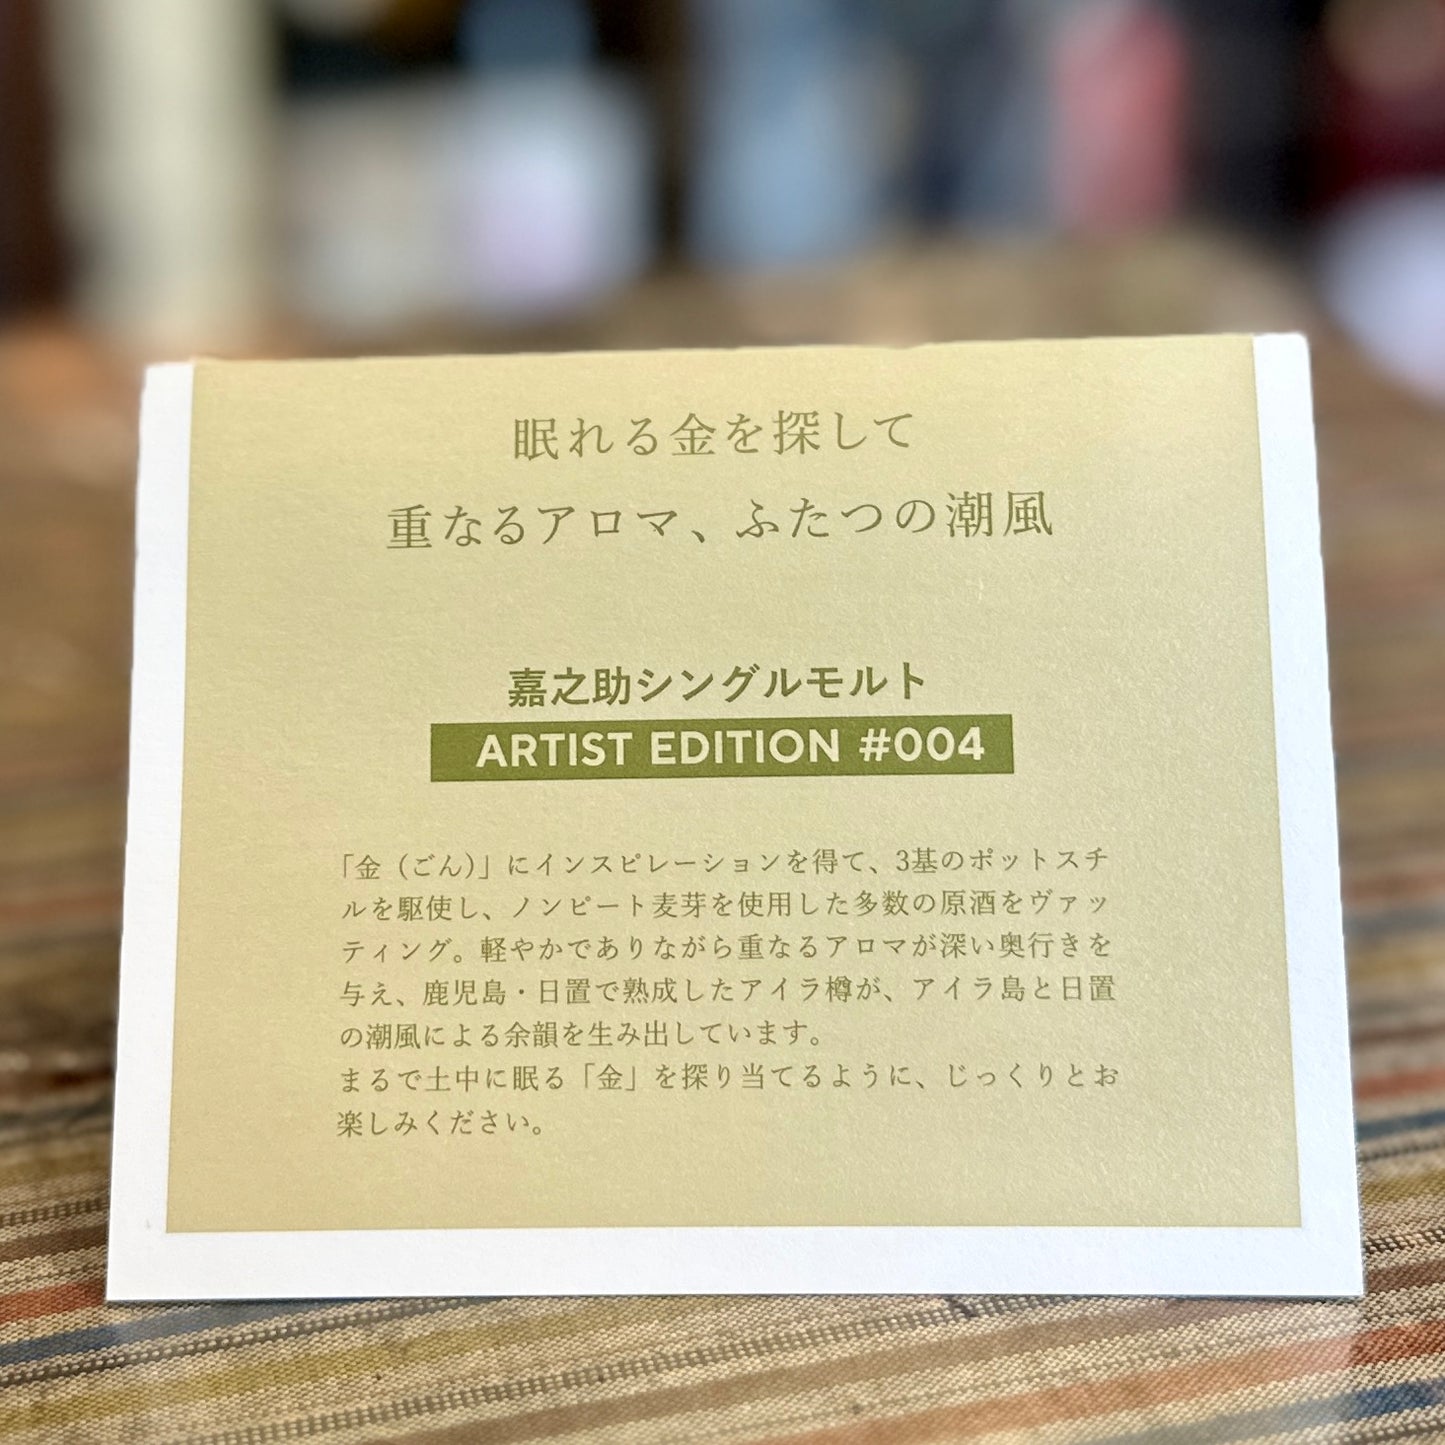 眠れる金を探して
重なるアロマ、ふたつの潮風
嘉之助シングルモルト
ARTIST EDITION #004
「金（ごん）」にインスピレーションを得て、3基のポットスチ
ルを駆使し、ノンピート麦芽を使用した多数の原酒をヴァッ
ティング。軽やかでありながら重なるアロマが深い奥行きを
与え、鹿児島・日置で熟成したアイラ樽が、アイラ島と日置
の潮風による余韻を生み出しています。
まるで土中に眠る「金」を探り当てるように、じっくりとお
楽しみください。